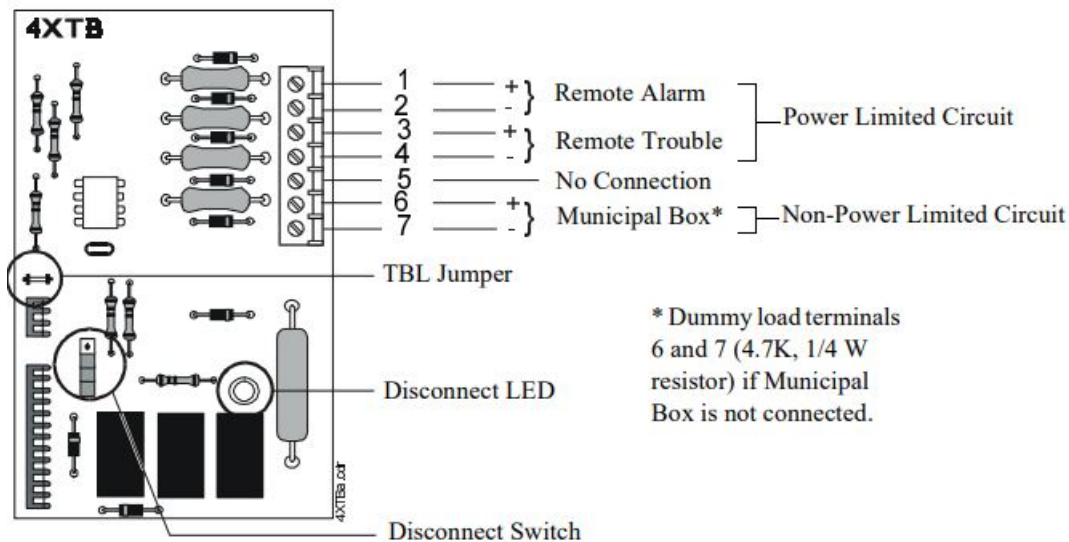 4XTB
1 + } Remote Alarm
2 -
3 + } Remote Trouble
4 -
Power Limited Circuit
5 No Connection
6 + } Municipal Box*
7 -
Non-Power Limited Circuit
TBL Jumper
* Dummy load terminals
6 and 7 (4.7K, 1/4 W
resistor) if Municipal
Box is not connected.
Disconnect LED
4XTBa.cdr
Disconnect Switch